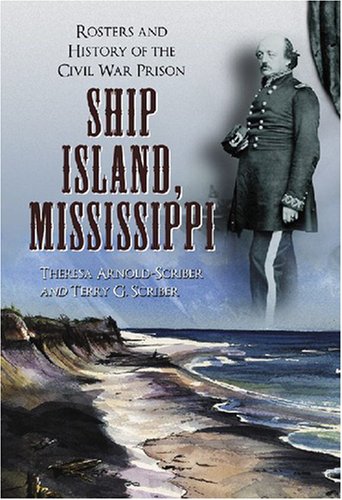 ROSTERS AND
HISTORY OF THE
CIVIL WAR PRISON
SHIP
ISLAND,
MISSISSIPPI
THERESA ARNOLD-SCRIBER
AND TERRY G. SCRIBER